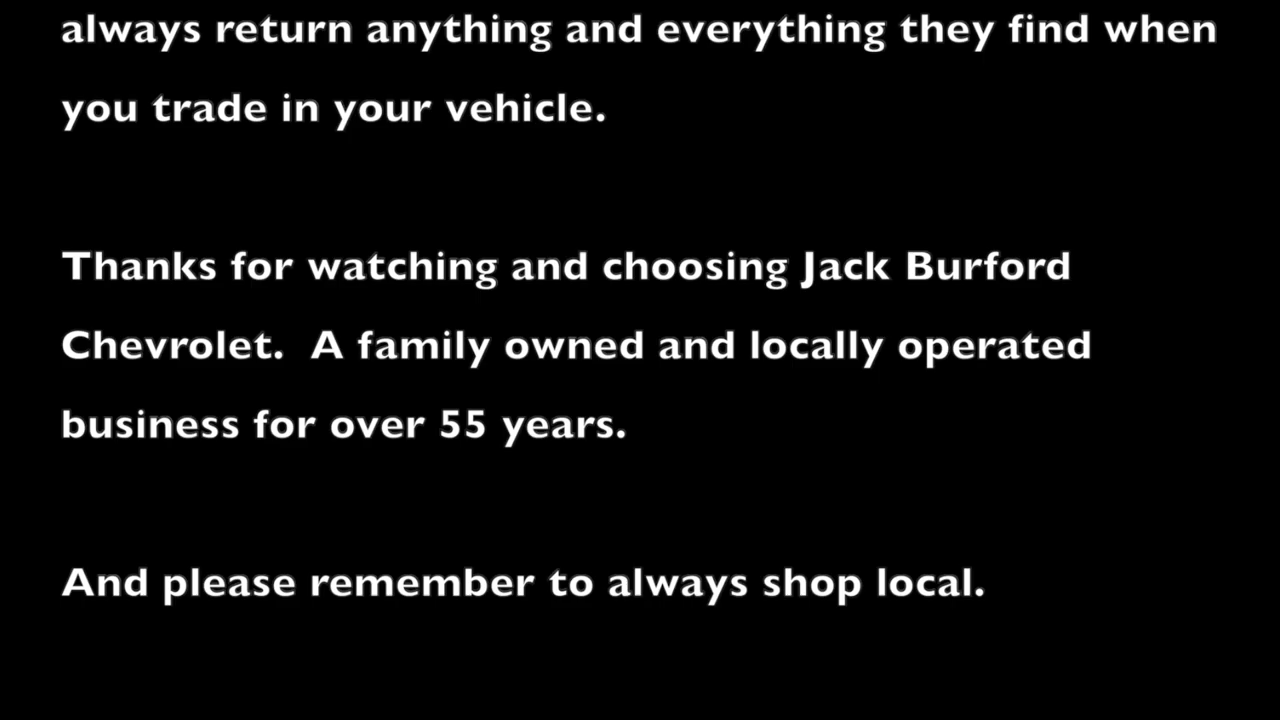 always return anything and everything they find when
you trade in your vehicle.
Thanks for watching and choosing Jack Burford
Chevrolet.  A family owned and locally operated
business for over 55 years.
And please remember to always shop local.